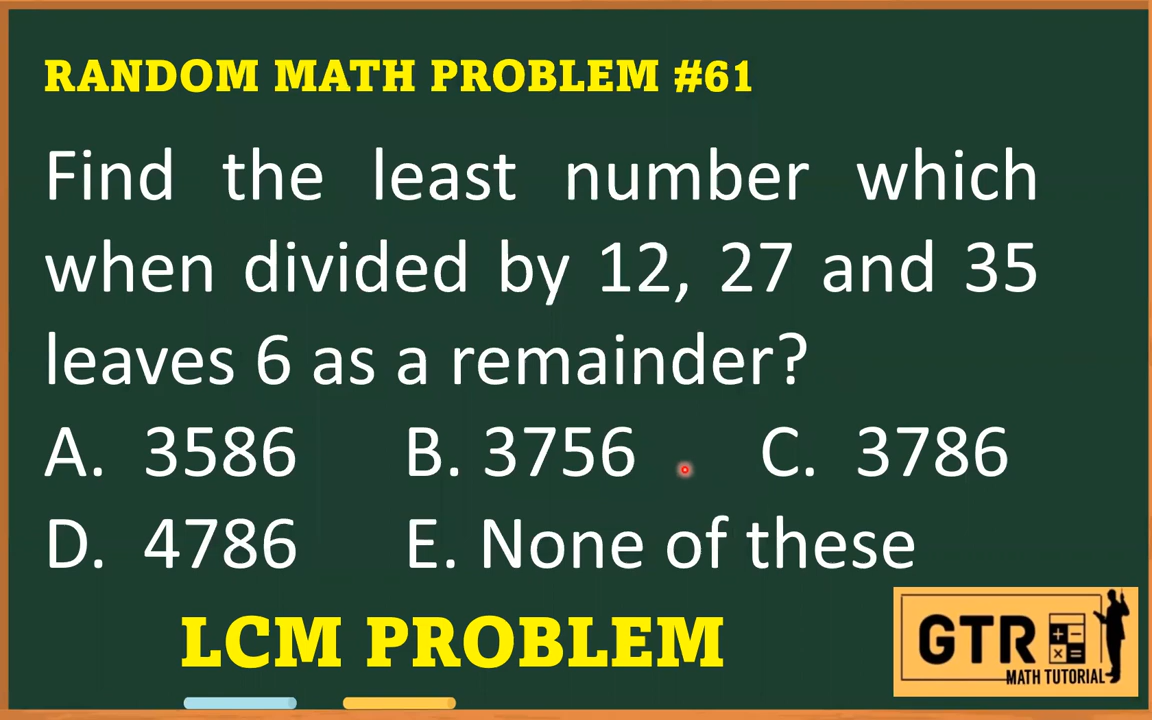 RANDOM MATH PROBLEM #61
Find the least number which
when divided by 12, 27 and 35
leaves 6 as a remainder?
A. 3586 B. 3756 C. 3786
D. 4786 E. None of these
LCM PROBLEM
GTR
MATH TUTORIAL